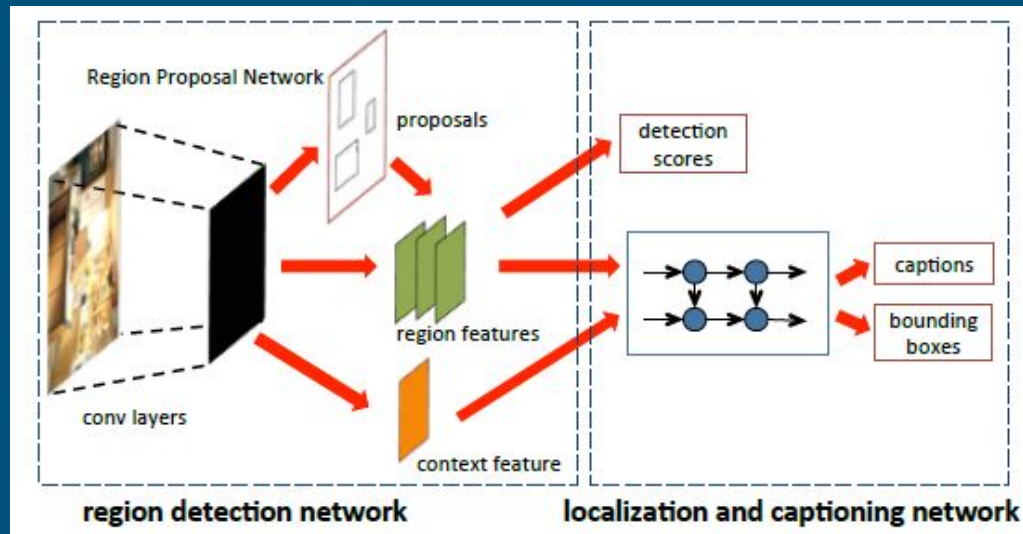 Region Proposal Network
proposals
detection
scores
captions
region features
bounding
boxes
conv layers
context feature
region detection network
localization and captioning network